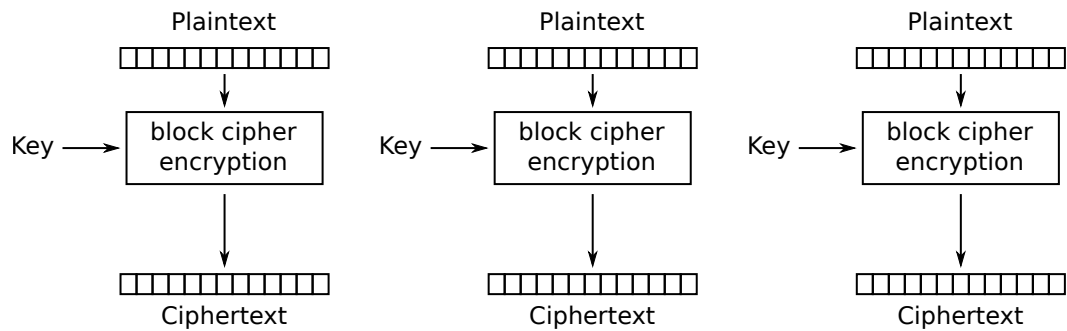 Plaintext
Plaintext
Plaintext
Key
block cipher
encryption
Key
block cipher
encryption
Key
block cipher
encryption
Ciphertext
Ciphertext
Ciphertext